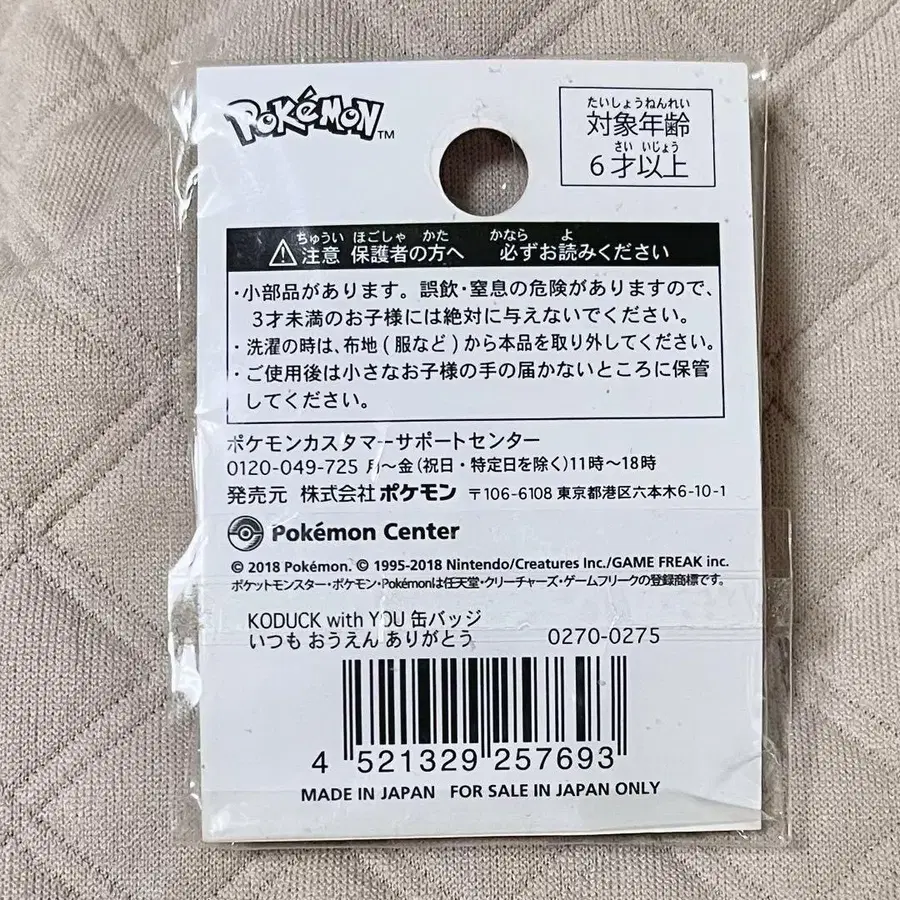 POKéMON™
たいしょうねんれい
対象年齢
さい いじょう
6才以上
ちゅうい ほごしゃ かた かなら よ
⚠注意 保護者の方へ 必ずお読みください
・小部品があります。誤飲・窒息の危険がありますので、
3才未満のお子様には絶対に与えないでください。
・洗濯の時は、布地(服など)から本品を取り外してください。
・ご使用後は小さなお子様の手の届かないところに保管
してください。
ポケモンカスタマーサポートセンター
0120-049-725 月〜金(祝日・特定日を除く)11時〜18時
発売元 株式会社ポケモン 〒106-6108 東京都港区六本木6-10-1
Pokémon Center
© 2018 Pokémon. © 1995-2018 Nintendo/Creatures Inc./GAME FREAK inc.
ポケットモンスター・ポケモン・Pokémonは任天堂・クリーチャーズ・ゲームフリークの登録商標です。
KODUCK with YOU 缶バッジ
いつも おうえん ありがとう 0270-0275
4 521329 257693
MADE IN JAPAN FOR SALE IN JAPAN ONLY